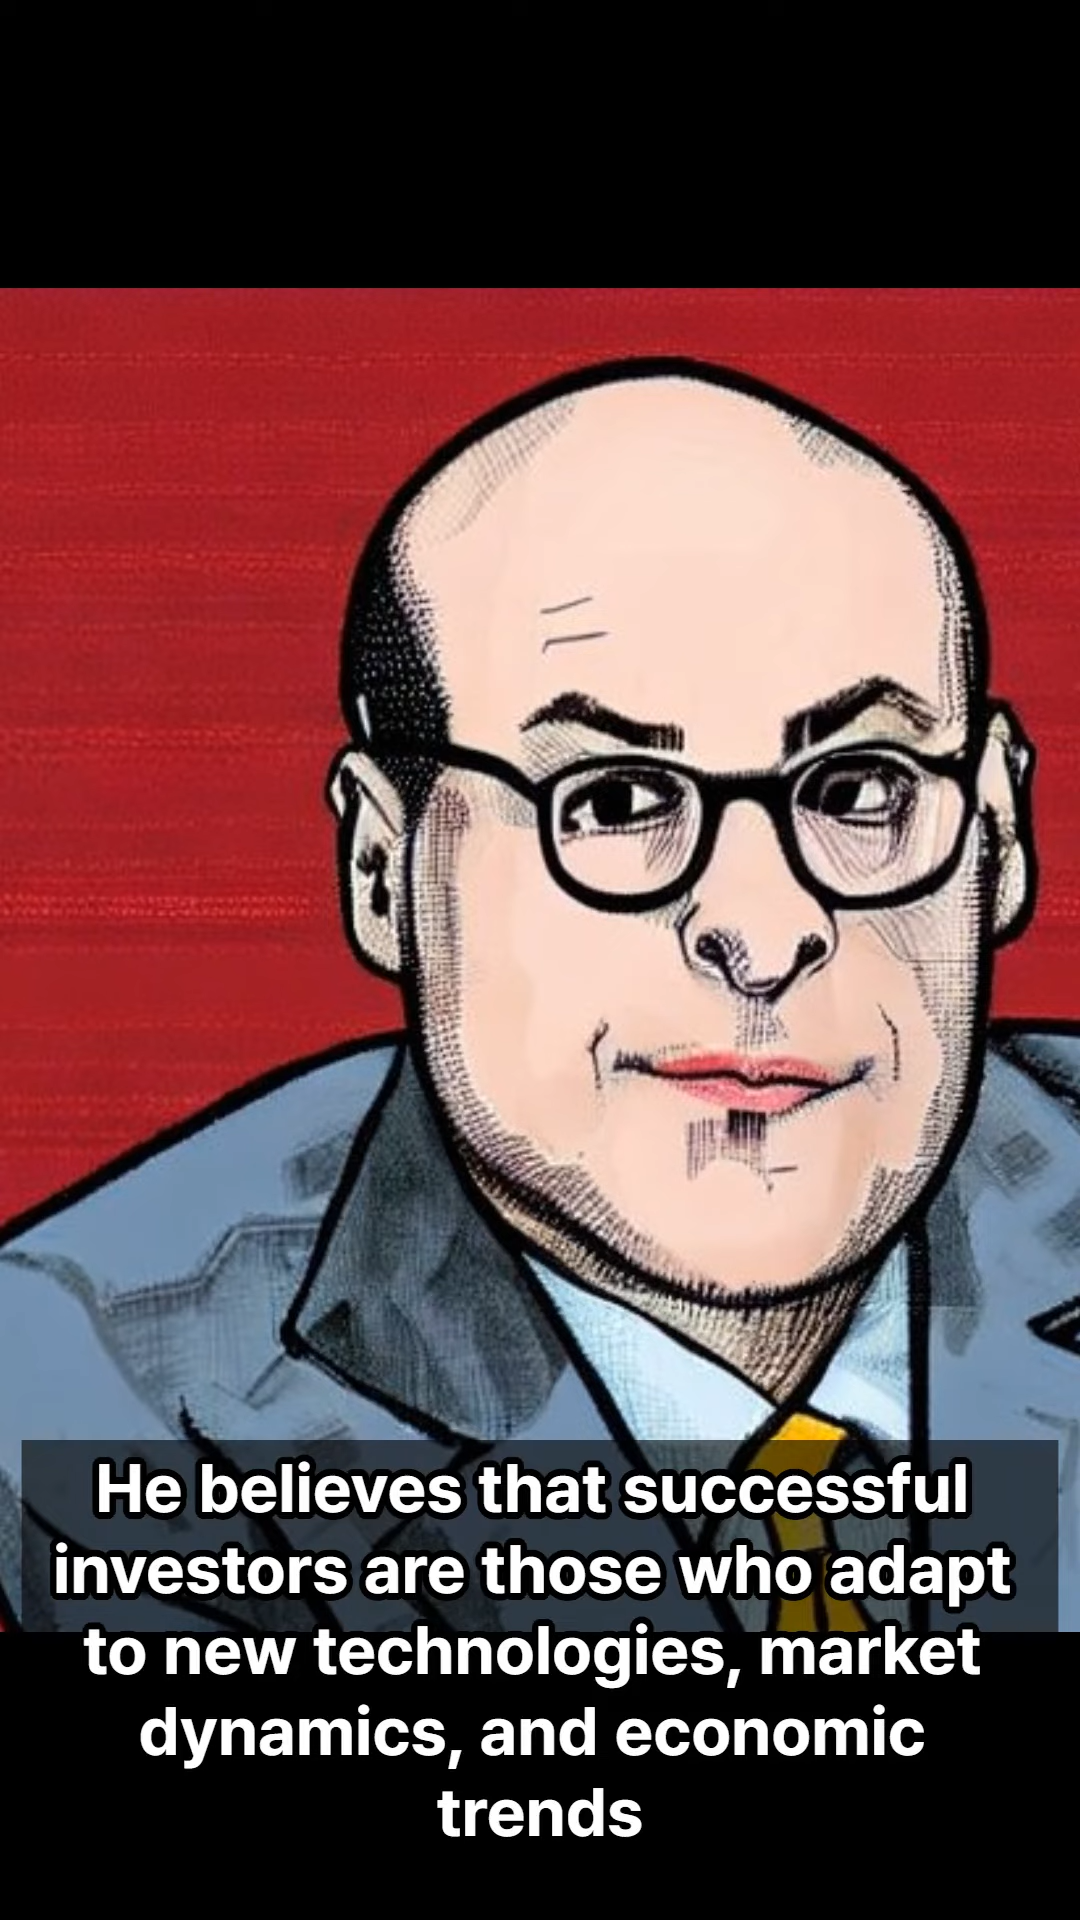 He believes that successful
investors are those who adapt
to new technologies, market
dynamics, and economic
trends